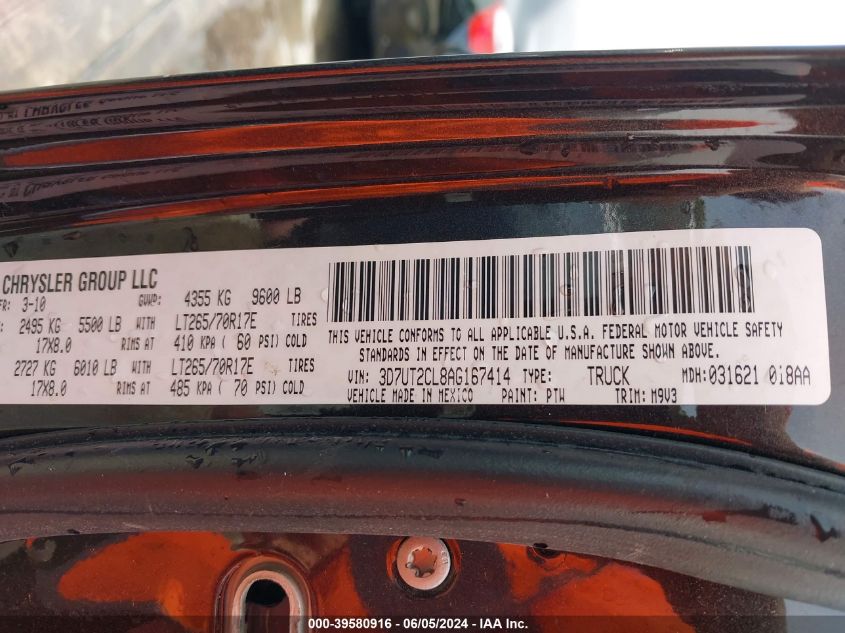 CHRYSLER GROUP LLC
FR: 3-10 GVWR: 4355 KG 9600 LB
2495 KG 5500 LB WITH LT265/70R17E TIRES
17X8.0 RIMS AT 410 KPA ( 60 PSI) COLD
2727 KG 6010 LB WITH LT265/70R17E TIRES
17X8.0 RIMS AT 485 KPA ( 70 PSI) COLD
THIS VEHICLE CONFORMS TO ALL APPLICABLE U.S.A. FEDERAL MOTOR VEHICLE SAFETY
STANDARDS IN EFFECT ON THE DATE OF MANUFACTURE SHOWN ABOVE.
VIN: 3D7UT2CL8AG167414 TYPE: TRUCK MDH:031621 018AA
VEHICLE MADE IN MEXICO PAINT: PTW TRIM: M9V3
000-39580916 - 06/05/2024 - IAA Inc.